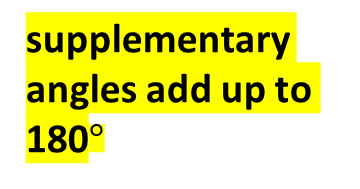 supplementary
angles add up to
180°